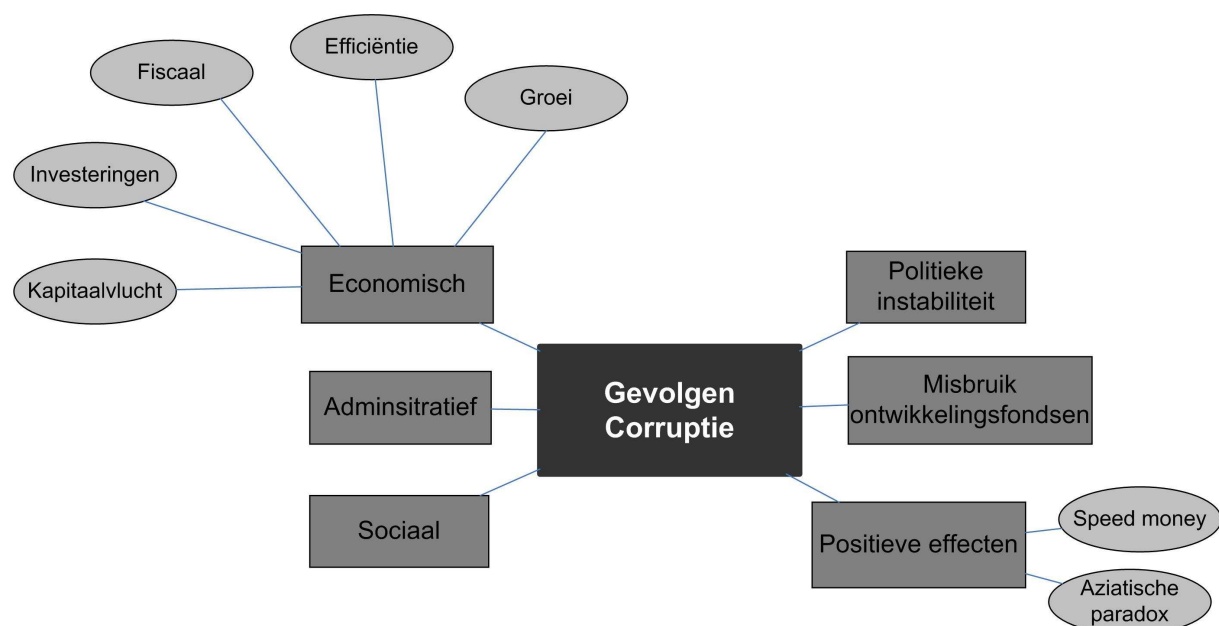 Efficiëntie
Fiscaal
Groei
Investeringen
Kapitaalvlucht
Economisch
Politieke
instabiliteit
Gevolgen
Corruptie
Adminsitratief
Misbruik
ontwikkelingsfondsen
Sociaal
Positieve effecten
Speed money
Aziatische
paradox